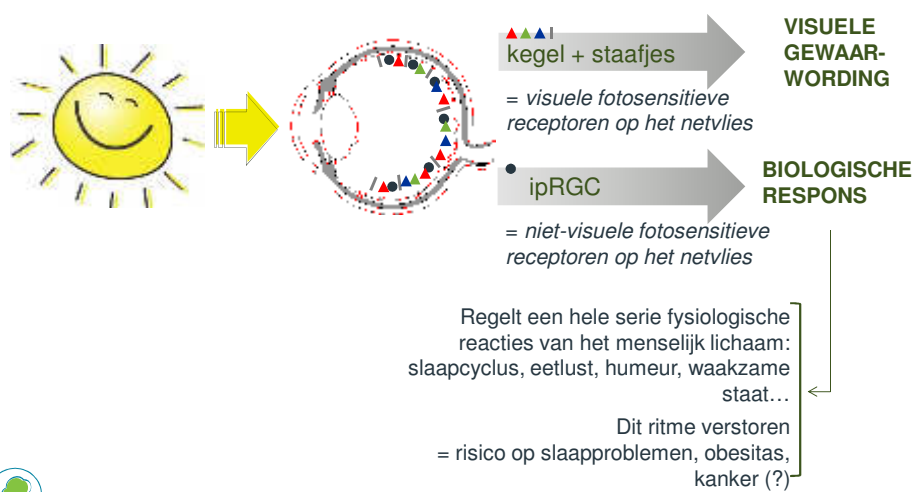 kegel + staafjes
VISUELE
GEWAAR-
WORDING
= visuele fotosensitieve
receptoren op het netvlies
ipRGC
BIOLOGISCHE
RESPONS
= niet-visuele fotosensitieve
receptoren op het netvlies
Regelt een hele serie fysiologische
reacties van het menselijk lichaam:
slaapcyclus, eetlust, humeur, waakzame
staat…
Dit ritme verstoren
= risico op slaapproblemen, obesitas,
kanker (?)